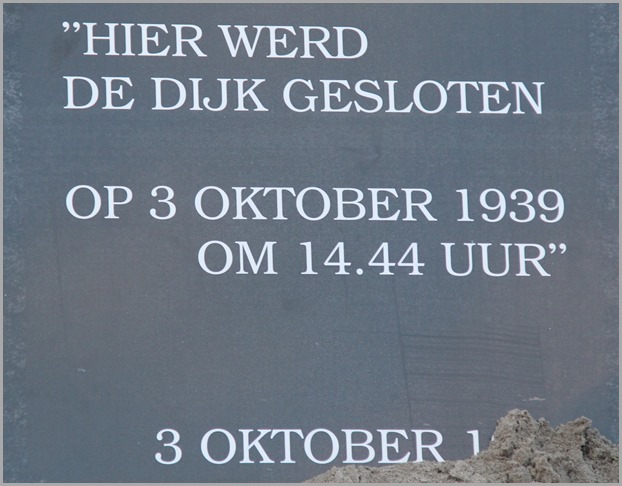 ”HIER WERD
DE DIJK GESLOTEN
OP 3 OKTOBER 1939
OM 14.44 UUR”
3 OKTOBER